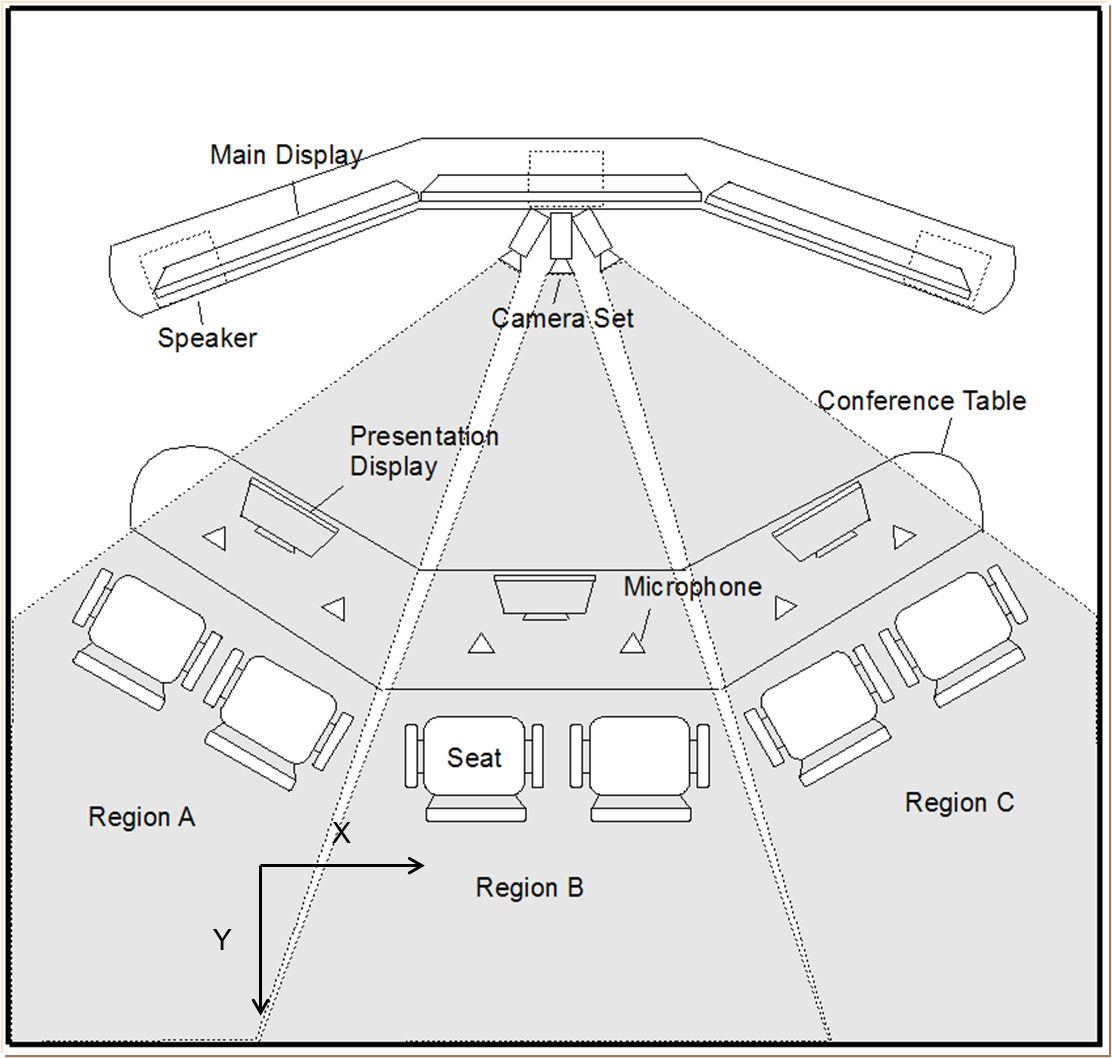 Main Display
Speaker
Camera Set
Conference Table
Presentation
Display
Microphone
Seat
Region A
Region C
X
Region B
Y